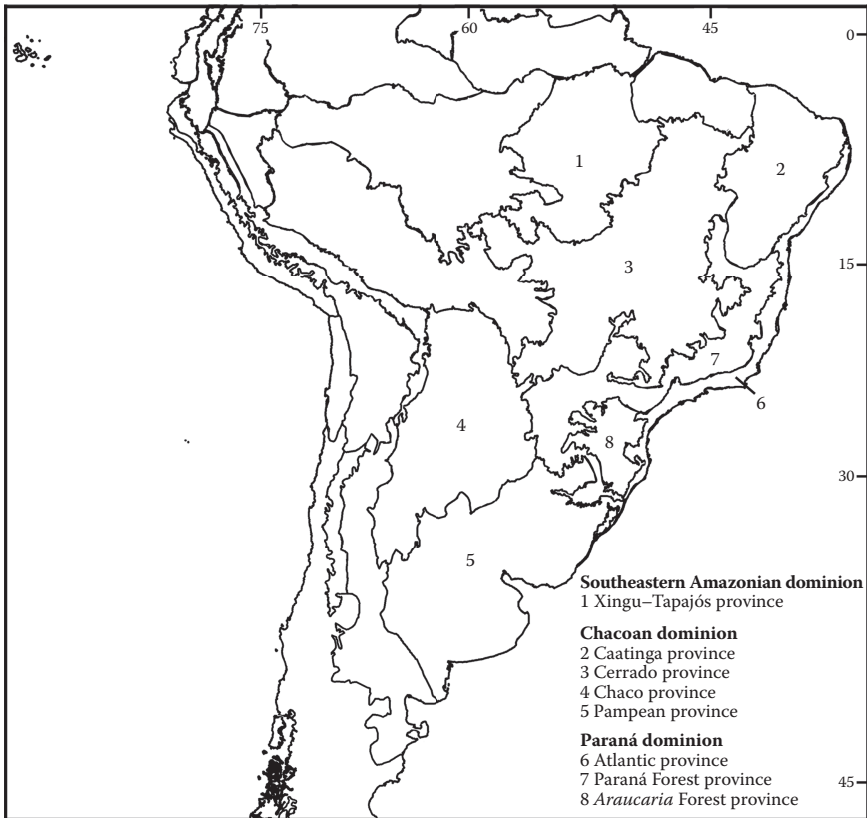 75 60 45
0
1
2
15
3
7
6
4
8
30
5
Southeastern Amazonian dominion
1 Xingu–Tapajós province
Chacoan dominion
2 Caatinga province
3 Cerrado province
4 Chaco province
5 Pampean province
Paraná dominion
6 Atlantic province
7 Paraná Forest province
8 Araucaria Forest province
45